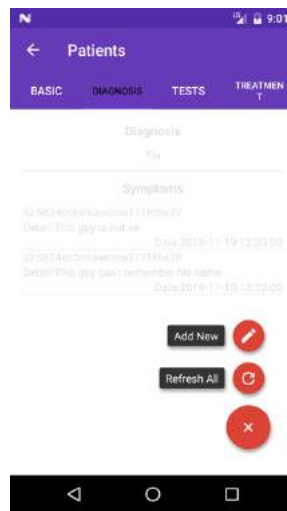 9:01
Patients
BASIC
DIAGNOSIS
TESTS
TREATMEN
T
Diagnosis
Flu
Symptoms
Detail:This guy is not ok
Date:2016-11-19 12:33:00
Detail:This guy can't remember his name
Date:2016-11-18 12:33:00
Add New
Refresh All